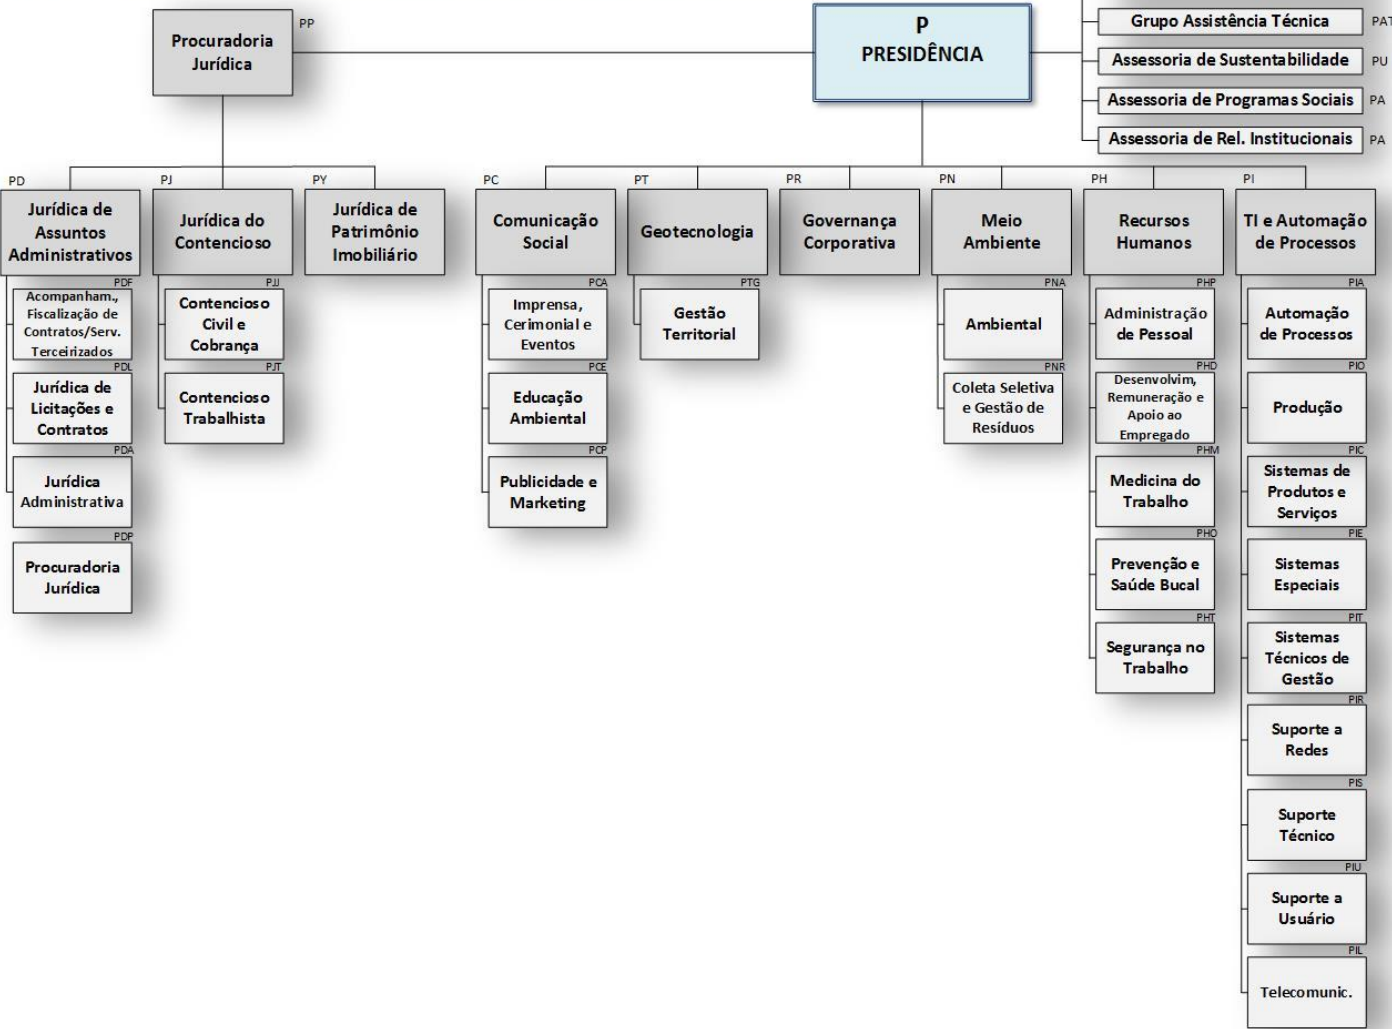 PP
Procuradoria
Jurídica
P
PRESIDÊNCIA
Grupo Assistência Técnica
PAT
Assessoria de Sustentabilidade
PU
Assessoria de Programas Sociais
PA
Assessoria de Rel. Institucionais
PA
PD
Jurídica de
Assuntos
Administrativos
PDF
Acompanham.,
Fiscalização de
Contratos/Serv.
Terceirizados
PDL
Jurídica de
Licitações e
Contratos
PDA
Jurídica
Administrativa
PDP
Procuradoria
Jurídica
PJ
Jurídica do
Contencioso
PJJ
Contencioso
Civil e
Cobrança
PJT
Contencioso
Trabalhista
PY
Jurídica de
Patrimônio
Imobiliário
PC
Comunicação
Social
PCA
Imprensa,
Cerimonial e
Eventos
PCE
Educação
Ambiental
PCP
Publicidade e
Marketing
PT
Geotecnologia
PTG
Gestão
Territorial
PR
Governança
Corporativa
PN
Meio
Ambiente
PNA
Ambiental
PNR
Coleta Seletiva
e Gestão de
Resíduos
PH
Recursos
Humanos
PHP
Administração
de Pessoal
PHD
Desenvolvim,
Remuneração e
Apoio ao
Empregado
PHM
Medicina do
Trabalho
PHO
Prevenção e
Saúde Bucal
PHT
Segurança no
Trabalho
PI
TI e Automação
de Processos
PIA
Automação
de Processos
PIO
Produção
PIC
Sistemas de
Produtos e
Serviços
PIE
Sistemas
Especiais
PIT
Sistemas
Técnicos de
Gestão
PIR
Suporte a
Redes
PIS
Suporte
Técnico
PIU
Suporte a
Usuário
PIL
Telecomunic.